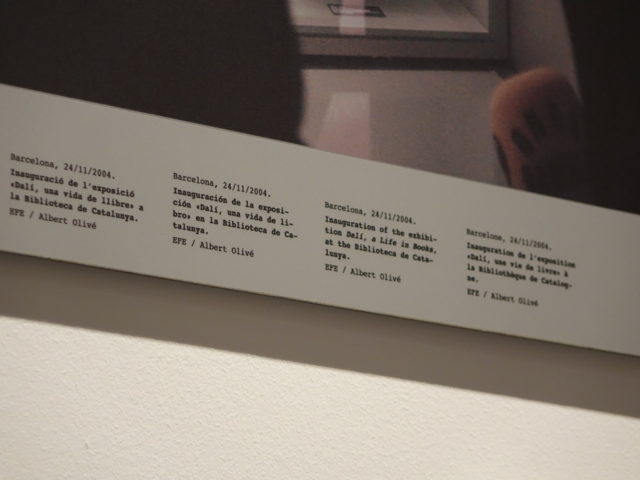 Barcelona, 24/11/2004.
Inauguració de l'exposició
«Dalí, una vida de llibre» a
la Biblioteca de Catalunya.
EFE / Albert Olivé
Barcelona, 24/11/2004.
Inauguración de la exposi-
ción «Dalí, una vida de li-
bro» en la Biblioteca de Ca-
talunya.
EFE / Albert Olivé
Barcelona, 24/11/2004.
Inauguration of the exhibi-
tion Dalí, a Life in Books,
at the Biblioteca de Cata-
lunya.
EFE / Albert Olivé
Barcelone, 24/11/2004.
Inauguration de l'exposition
«Dalí, une vie de livre» à
la Bibliothèque de Catalog-
ne.
EFE / Albert Olivé